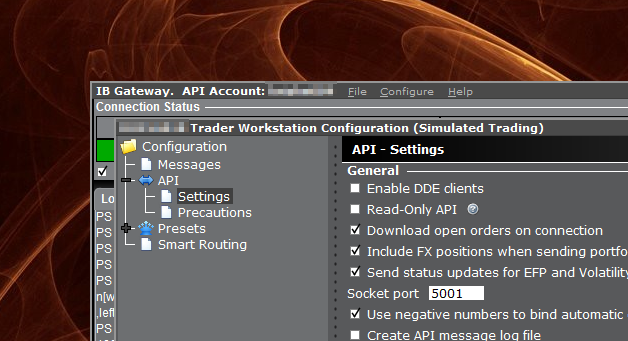 IB Gateway. API Account: File Configure Help
Connection Status
Trader Workstation Configuration (Simulated Trading)
Configuration
Messages
API
Settings
Precautions
Presets
Smart Routing
API - Settings
General
Enable DDE clients
Read-Only API
Download open orders on connection
Include FX positions when sending portfo
Send status updates for EFP and Volatility
Socket port 5001
Use negative numbers to bind automatic
Create API message log file
Lo
PS
PS
PS
PS
PS
n[w
,left
PS